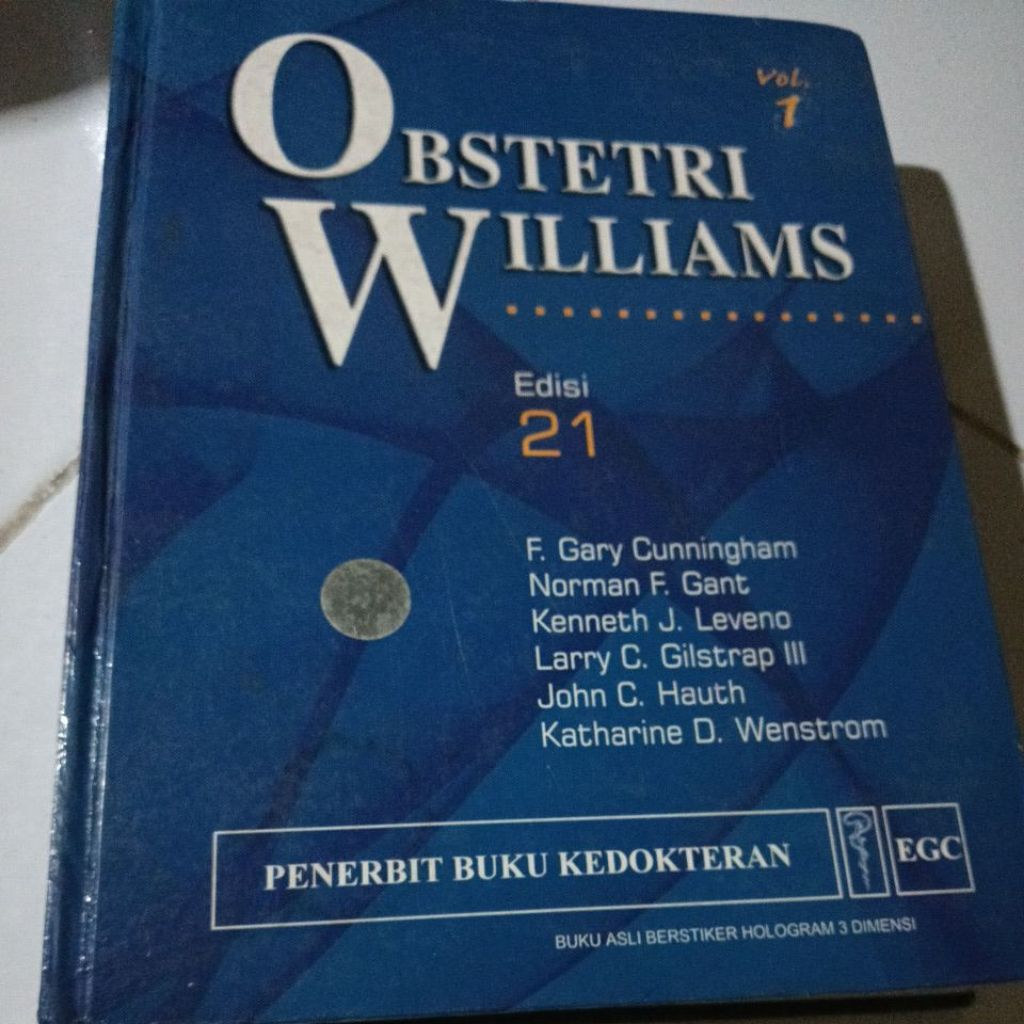 Vol.
1
OBSTETRI
WILLIAMS
Edisi
21
F. Gary Cunningham
Norman F. Gant
Kenneth J. Leveno
Larry C. Gilstrap III
John C. Hauth
Katharine D. Wenstrom
PENERBIT BUKU KEDOKTERAN
EGC
BUKU ASLI BERSTIKER HOLOGRAM 3 DIMENSI